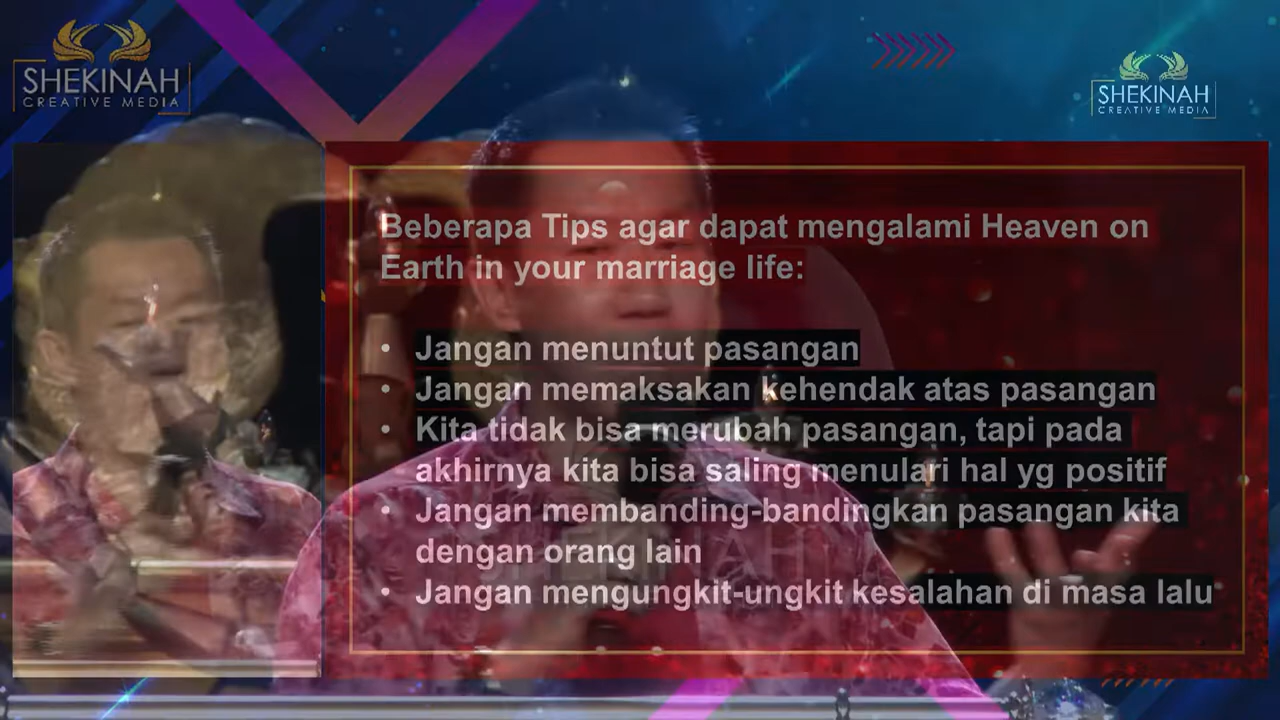 SHEKINAH
CREATIVE MEDIA
SHEKINAH
CREATIVE MEDIA
Beberapa Tips agar dapat mengalami Heaven on
Earth in your marriage life:
• Jangan menuntut pasangan
• Jangan memaksakan kehendak atas pasangan
• Kita tidak bisa merubah pasangan, tapi pada
akhirnya kita bisa saling menulari hal yg positif
• Jangan membanding-bandingkan pasangan kita
dengan orang lain
• Jangan mengungkit-ungkit kesalahan di masa lalu